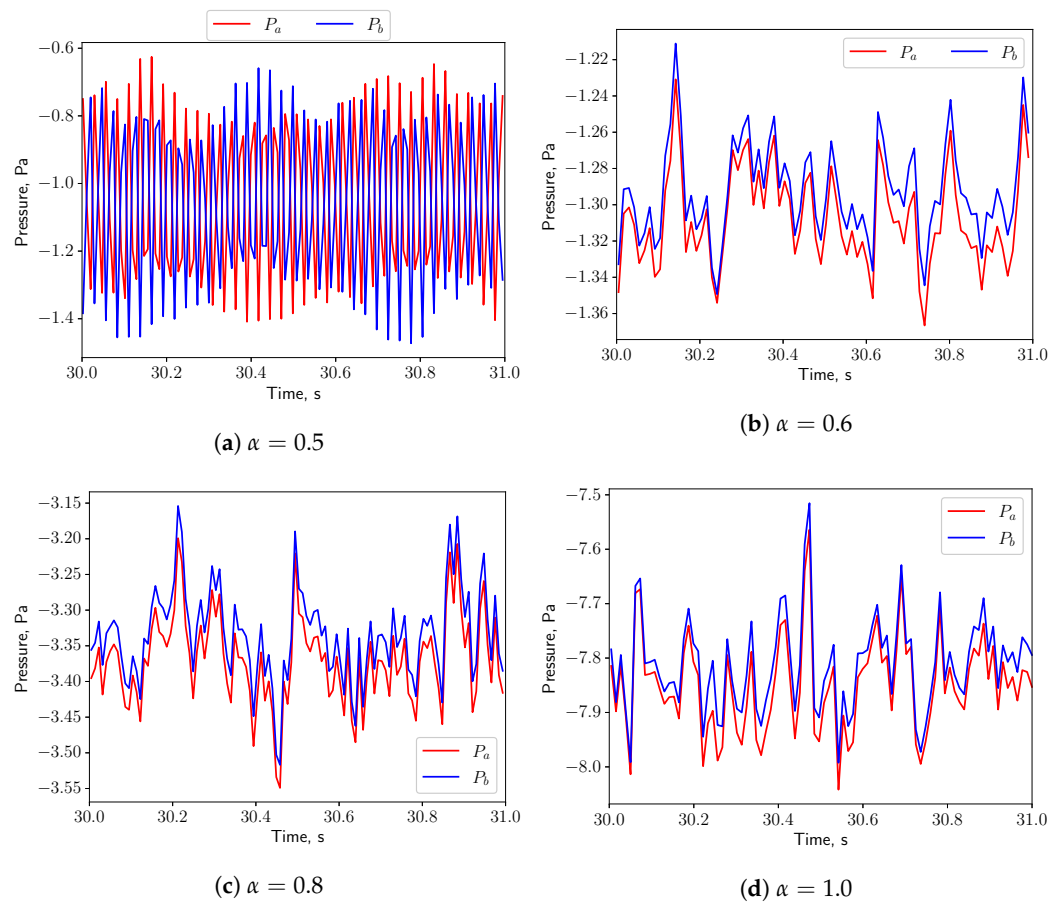 P_a P_b
−0.6
−0.8
−1.0
−1.2
−1.4
Pressure, Pa
30.0 30.2 30.4 30.6 30.8 31.0
Time, s
(a) α = 0.5
P_a P_b
−1.22
−1.24
−1.26
−1.28
−1.30
−1.32
−1.34
−1.36
Pressure, Pa
30.0 30.2 30.4 30.6 30.8 31.0
Time, s
(b) α = 0.6
−3.15
−3.20
−3.25
−3.30
−3.35
−3.40
−3.45
−3.50
−3.55
Pressure, Pa
P_a
P_b
30.0 30.2 30.4 30.6 30.8 31.0
Time, s
(c) α = 0.8
−7.5
−7.6
−7.7
−7.8
−7.9
−8.0
Pressure, Pa
P_a
P_b
30.0 30.2 30.4 30.6 30.8 31.0
Time, s
(d) α = 1.0